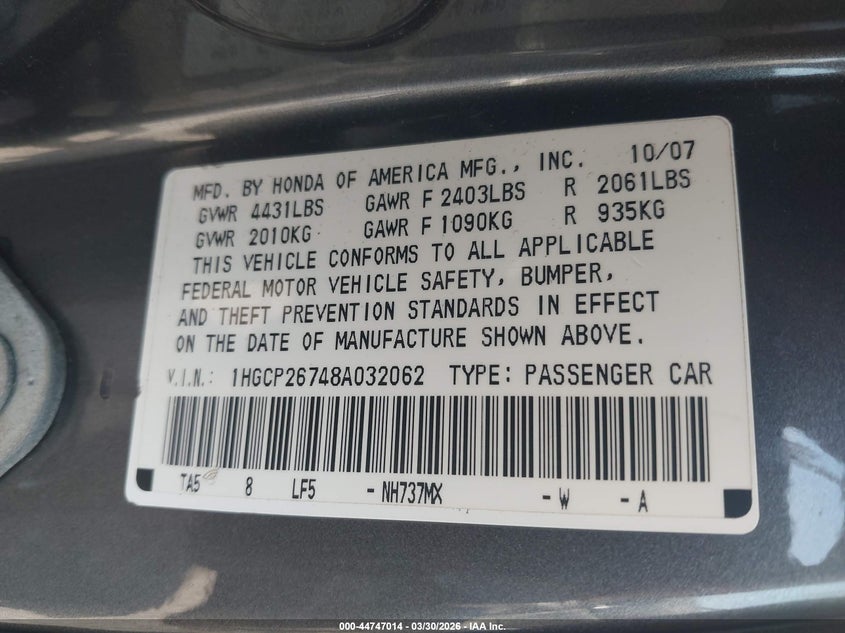 MFD. BY HONDA OF AMERICA MFG., INC. 10/07
GVWR 4431LBS GAWR F 2403LBS R 2061LBS
GVWR 2010KG GAWR F 1090KG R 935KG
THIS VEHICLE CONFORMS TO ALL APPLICABLE
FEDERAL MOTOR VEHICLE SAFETY, BUMPER,
AND THEFT PREVENTION STANDARDS IN EFFECT
ON THE DATE OF MANUFACTURE SHOWN ABOVE.
V.I.N.: 1HGCP26748A032062 TYPE: PASSENGER CAR
TA5 8 LF5 - NH737MX - W - A
000-44747014 - 03/30/2026 - IAA Inc.